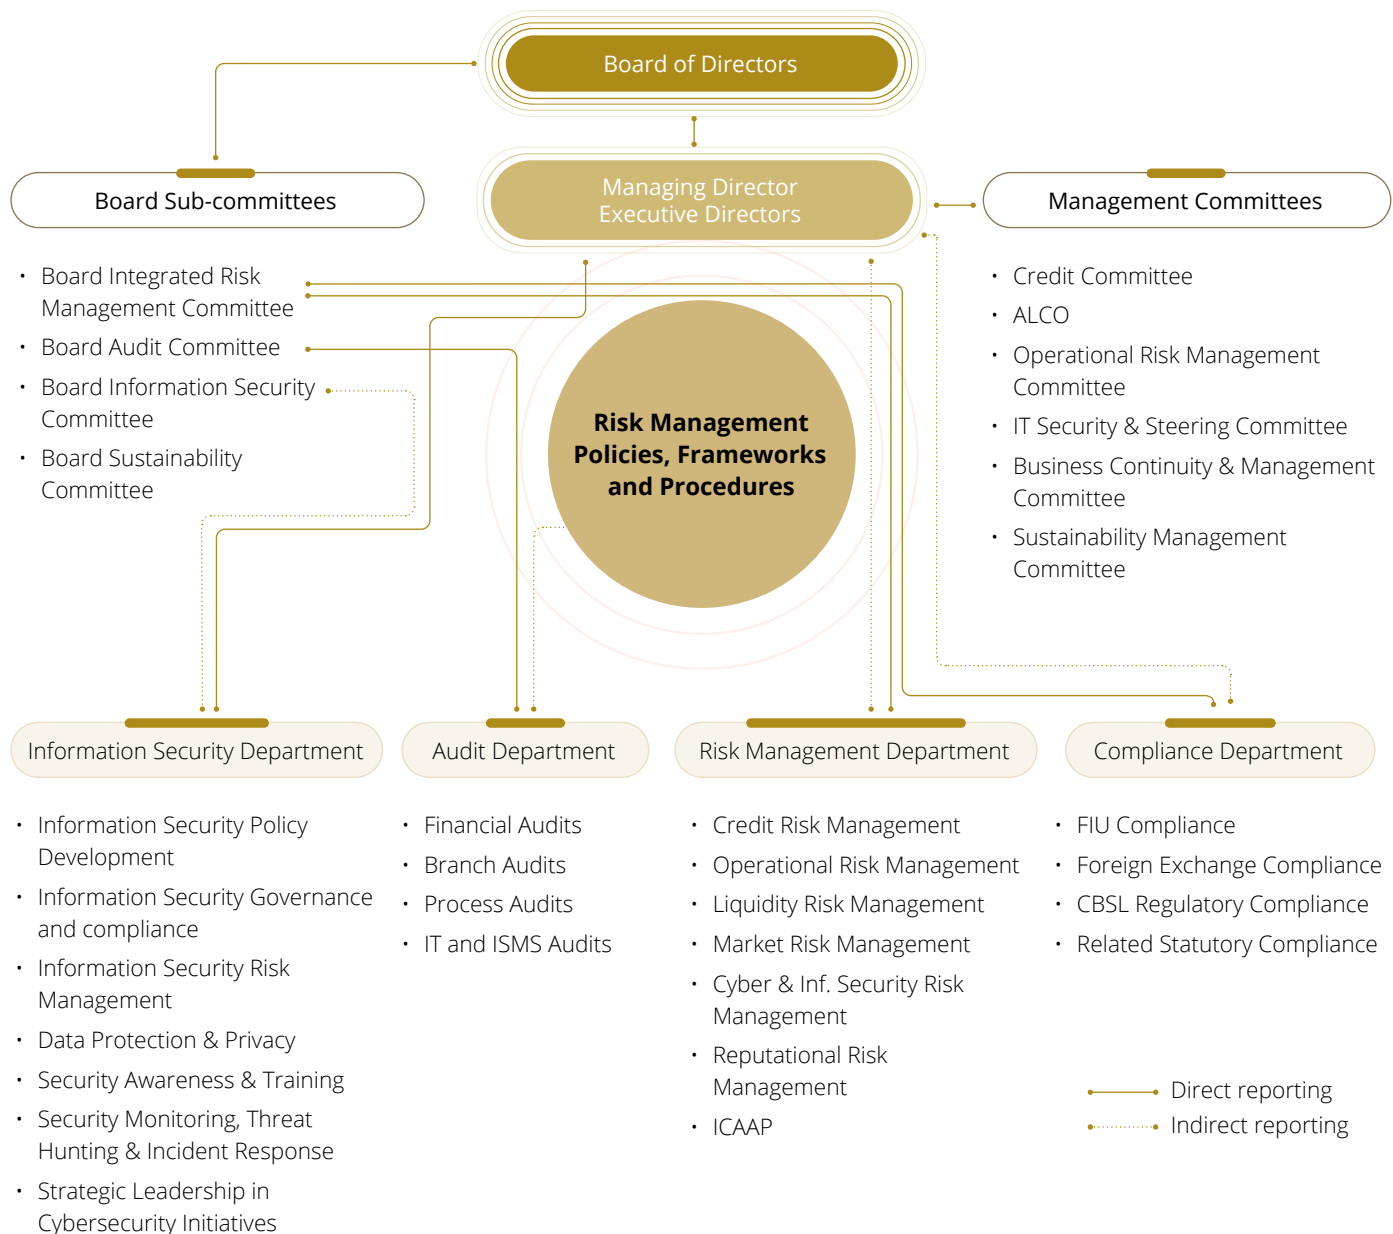 Board of Directors
Managing Director
Executive Directors
Board Sub-committees
• Board Integrated Risk
Management Committee
• Board Audit Committee
• Board Information Security
Committee
• Board Sustainability
Committee
Management Committees
• Credit Committee
• ALCO
• Operational Risk Management
Committee
• IT Security & Steering Committee
• Business Continuity & Management
Committee
• Sustainability Management
Committee
Risk Management
Policies, Frameworks
and Procedures
Information Security Department
• Information Security Policy
Development
• Information Security Governance
and compliance
• Information Security Risk
Management
• Data Protection & Privacy
• Security Awareness & Training
• Security Monitoring, Threat
Hunting & Incident Response
• Strategic Leadership in
Cybersecurity Initiatives
Audit Department
• Financial Audits
• Branch Audits
• Process Audits
• IT and ISMS Audits
Risk Management Department
• Credit Risk Management
• Operational Risk Management
• Liquidity Risk Management
• Market Risk Management
• Cyber & Inf. Security Risk
Management
• Reputational Risk
Management
• ICAAP
Compliance Department
• FIU Compliance
• Foreign Exchange Compliance
• CBSL Regulatory Compliance
• Related Statutory Compliance
Direct reporting
Indirect reporting